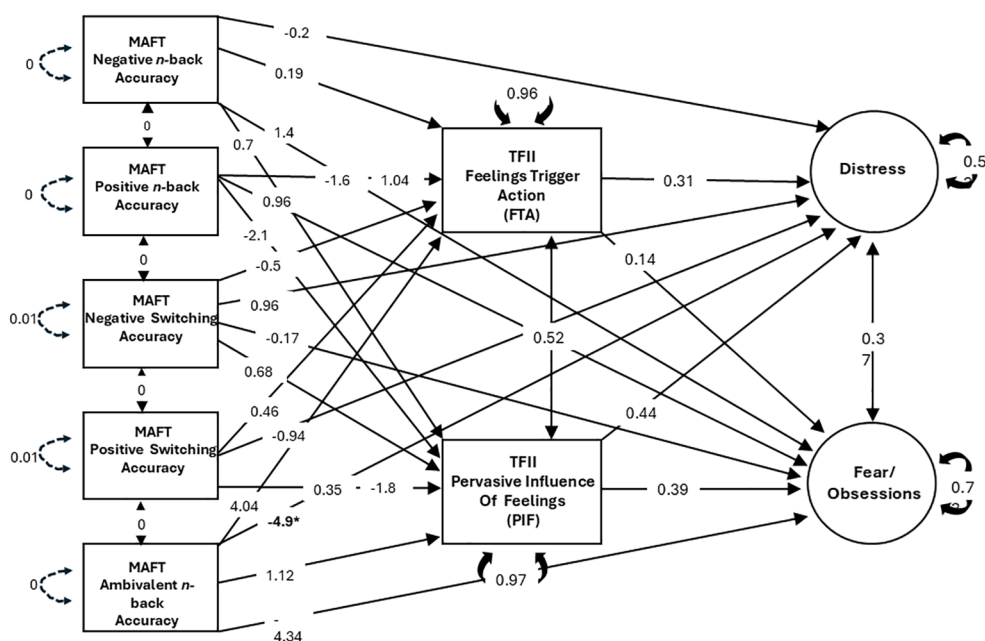 MAFT
Negative n-back
Accuracy
0
-0.2
0.19
1.4
0.7
0
MAFT
Positive n-back
Accuracy
0
-1.6
1.04
0.96
-2.1
0
MAFT
Negative Switching
Accuracy
0.01
-0.5
0.96
-0.17
0.68
0
MAFT
Positive Switching
Accuracy
0.01
0.46
-0.94
0.35
-1.8
0
MAFT
Ambivalent n-
back
Accuracy
0
4.04
-4.9*
1.12
-
4.34
0.96
TFII
Feelings Trigger
Action
(FTA)
0.31
0.14
0.52
TFII
Pervasive Influence
Of Feelings
(PIF)
0.97
0.44
0.39
Distress
0.5
0.3
7
Fear/
Obsessions
0.7